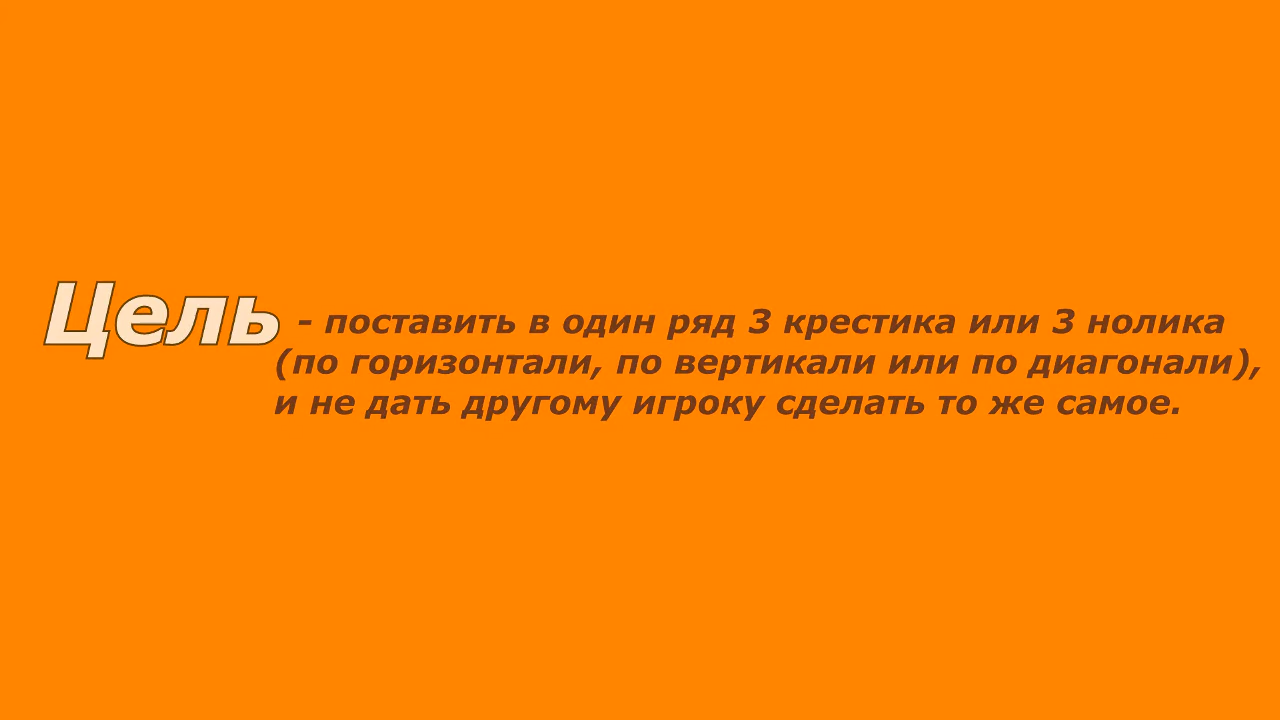 Цель - поставить в один ряд 3 крестика или 3 нолика
(по горизонтали, по вертикали или по диагонали),
и не дать другому игроку сделать то же самое.